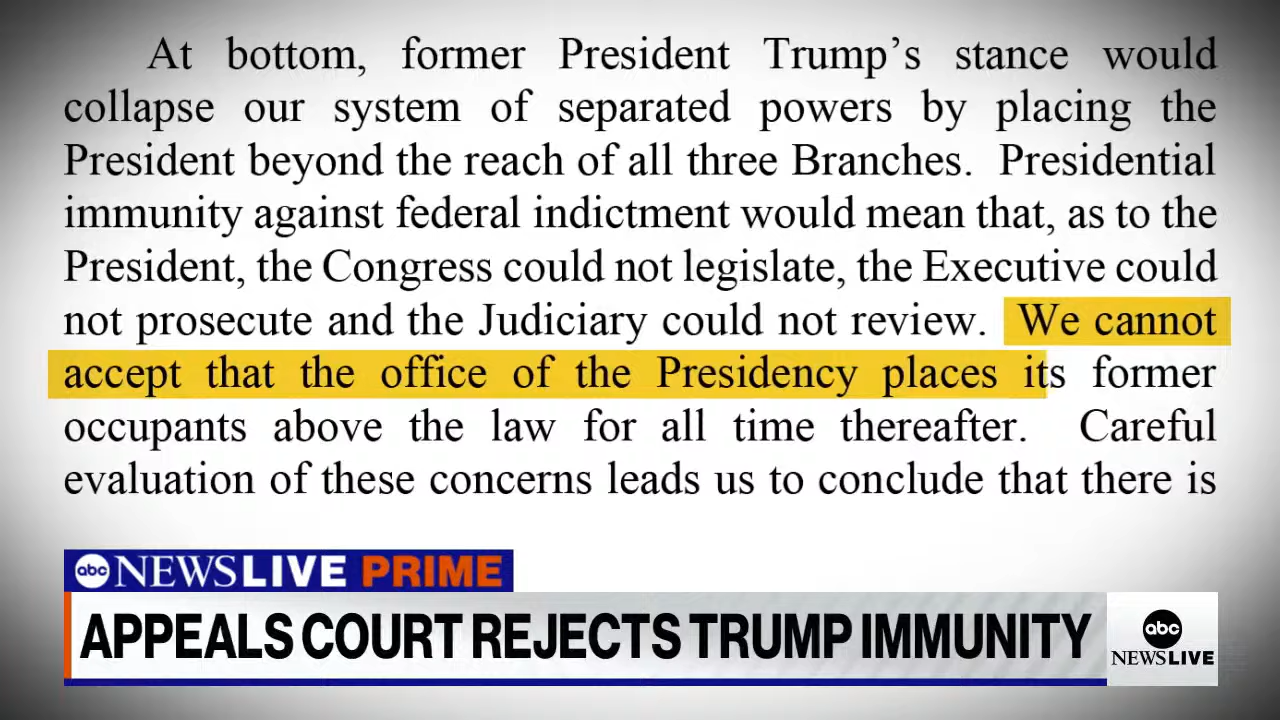 At bottom, former President Trump's stance would
collapse our system of separated powers by placing the
President beyond the reach of all three Branches. Presidential
immunity against federal indictment would mean that, as to the
President, the Congress could not legislate, the Executive could
not prosecute and the Judiciary could not review. We cannot
accept that the office of the Presidency places its former
occupants above the law for all time thereafter. Careful
evaluation of these concerns leads us to conclude that there is
abc NEWS LIVE PRIME
APPEALS COURT REJECTS TRUMP IMMUNITY
abc
NEWS LIVE